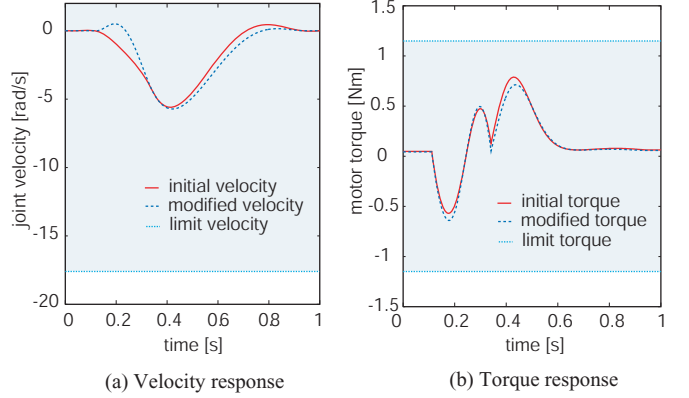 joint velocity [rad/s]
0
-5
-10
-15
-20
initial velocity
modified velocity
limit velocity
0 0.2 0.4 0.6 0.8 1
time [s]
(a) Velocity response
motor torque [Nm]
1.5
1
0.5
0
-0.5
-1
-1.5
initial torque
modified torque
limit torque
0 0.2 0.4 0.6 0.8 1
time [s]
(b) Torque response